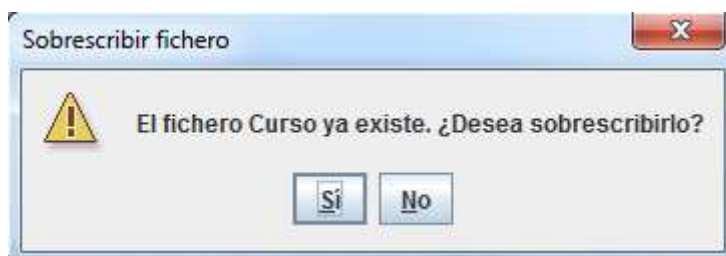 Sobrescribir fichero
El fichero Curso ya existe. ¿Desea sobrescribirlo?
Sí No